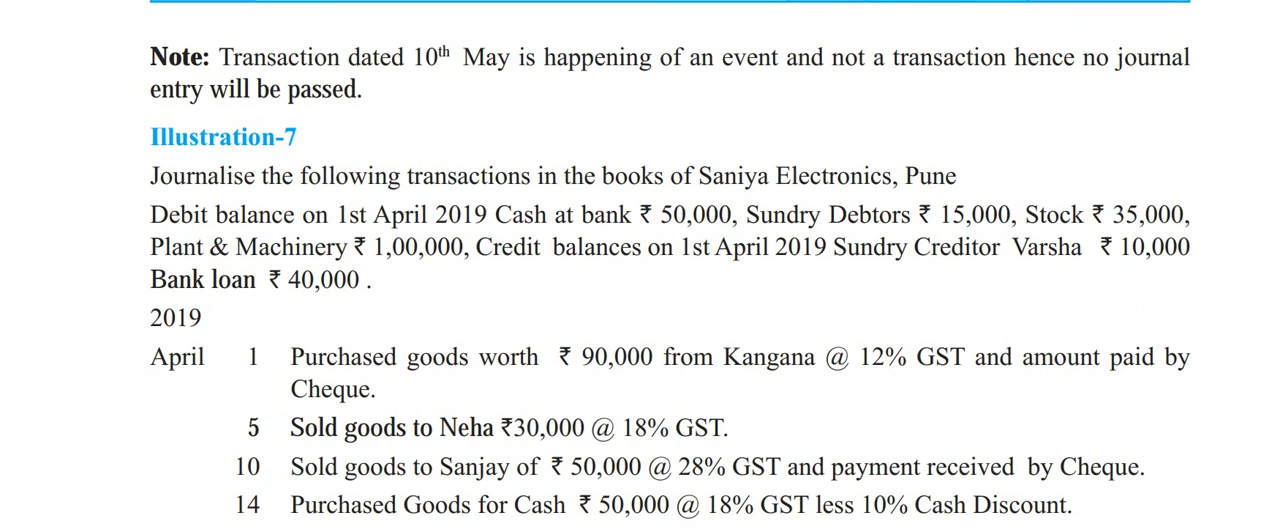 Note: Transaction dated 10th May is happening of an event and not a transaction hence no journal
entry will be passed.
Illustration-7
Journalise the following transactions in the books of Saniya Electronics, Pune
Debit balance on 1st April 2019 Cash at bank ₹ 50,000, Sundry Debtors ₹ 15,000, Stock ₹ 35,000,
Plant & Machinery ₹ 1,00,000, Credit balances on 1st April 2019 Sundry Creditor Varsha ₹ 10,000
Bank loan ₹ 40,000 .
2019
April 1 Purchased goods worth ₹ 90,000 from Kangana @ 12% GST and amount paid by
Cheque.
5 Sold goods to Neha ₹30,000 @ 18% GST.
10 Sold goods to Sanjay of ₹ 50,000 @ 28% GST and payment received by Cheque.
14 Purchased Goods for Cash ₹ 50,000 @ 18% GST less 10% Cash Discount.